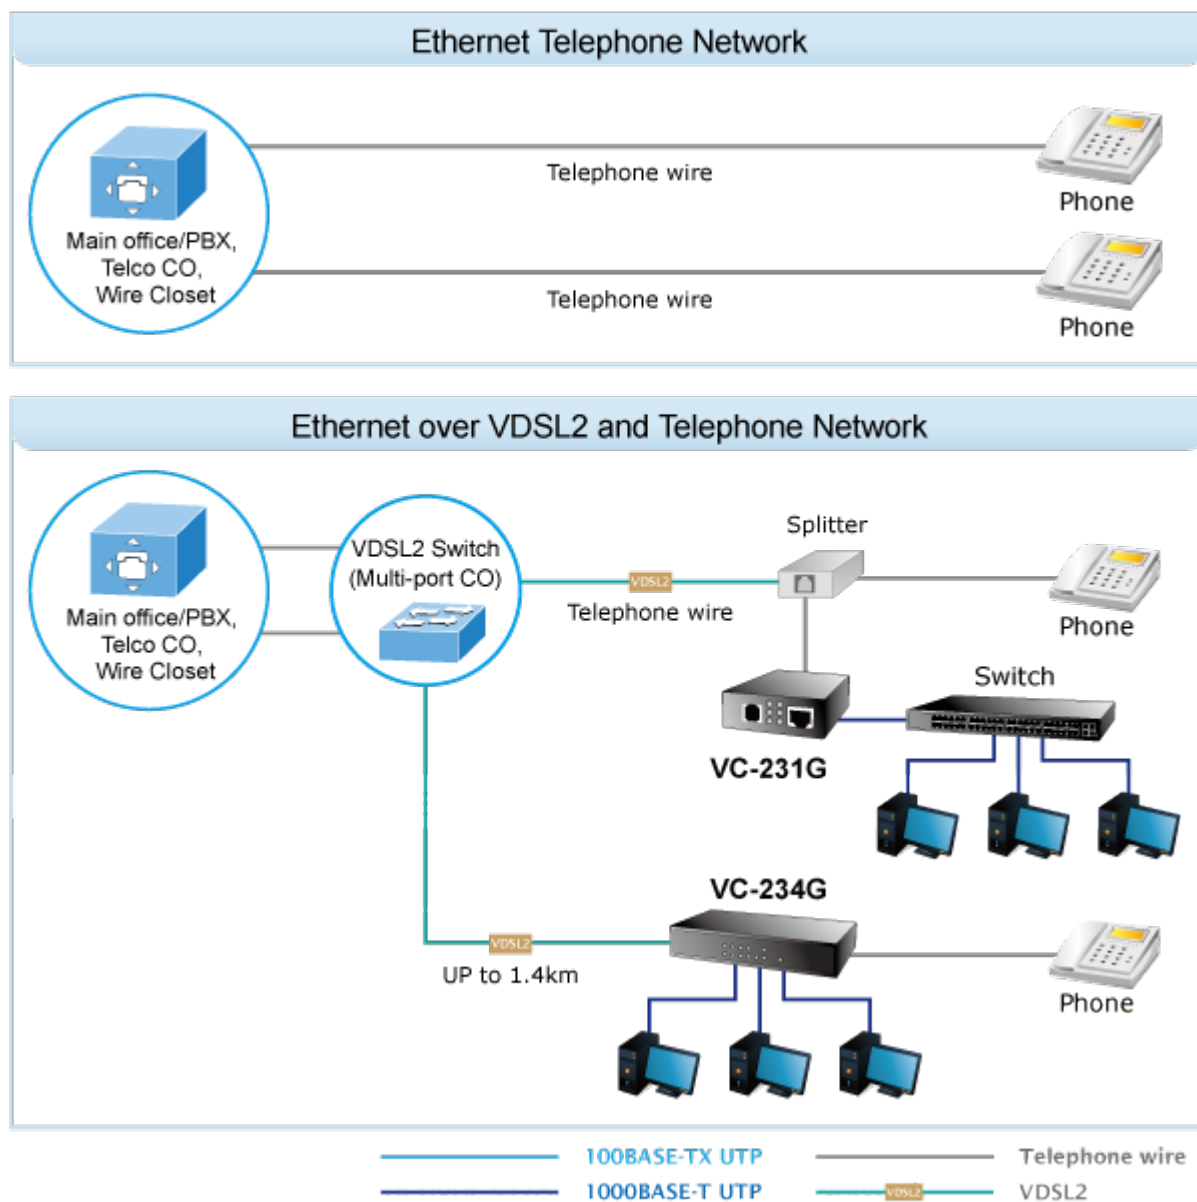 Ethernet Telephone Network
Telephone wire
Phone
Main office/PBX,
Telco CO,
Wire Closet
Telephone wire
Phone
Ethernet over VDSL2 and Telephone Network
Splitter
VDSL2 Switch
(Multi-port CO)
VDSL2
Telephone wire
Phone
Main office/PBX,
Telco CO,
Wire Closet
Switch
VC-231G
VC-234G
VDSL2
UP to 1.4km
Phone
100BASE-TX UTP
Telephone wire
1000BASE-T UTP
VDSL2
VDSL2